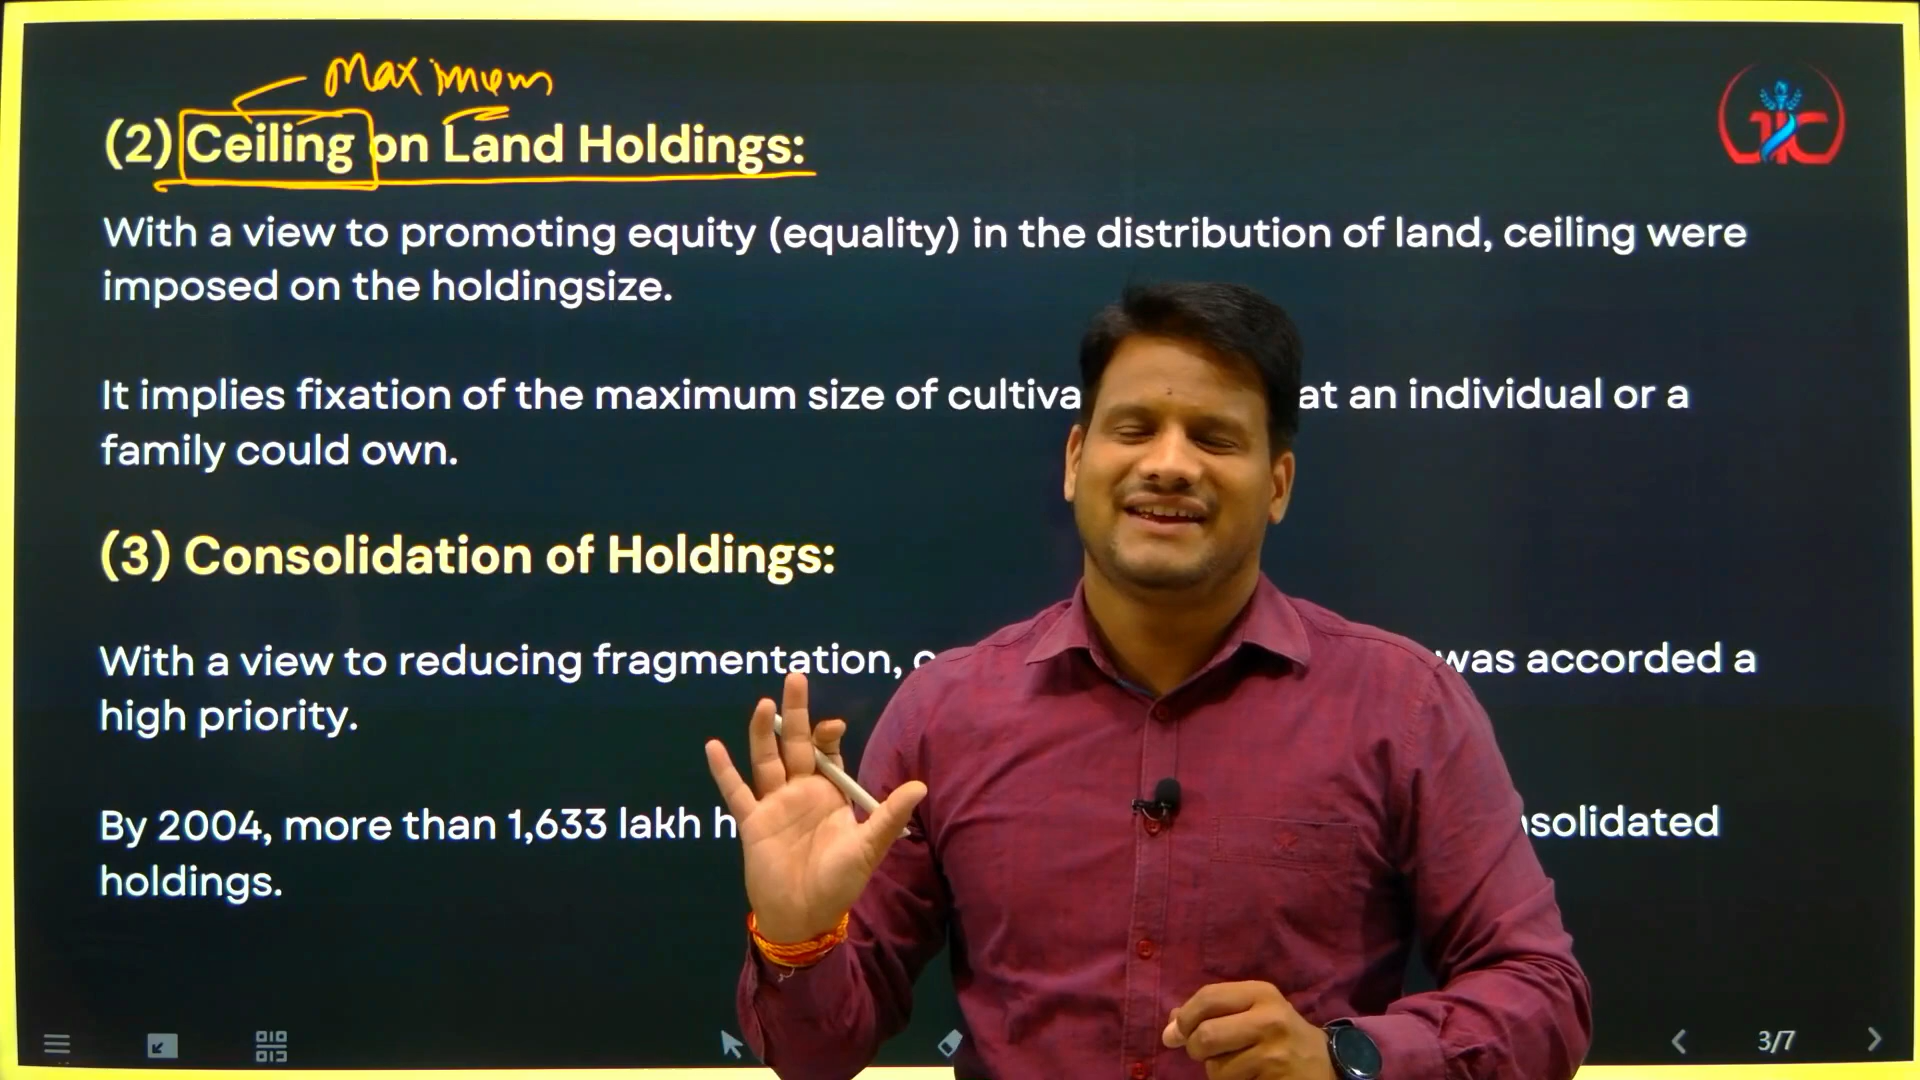 Maximum
(2) Ceiling on Land Holdings:
With a view to promoting equity (equality) in the distribution of land, ceiling were
imposed on the holdingsize.
It implies fixation of the maximum size of cultiva at an individual or a
family could own.
(3) Consolidation of Holdings:
With a view to reducing fragmentation, was accorded a
high priority.
By 2004, more than 1,633 lakh h nsolidated
holdings.
3/7